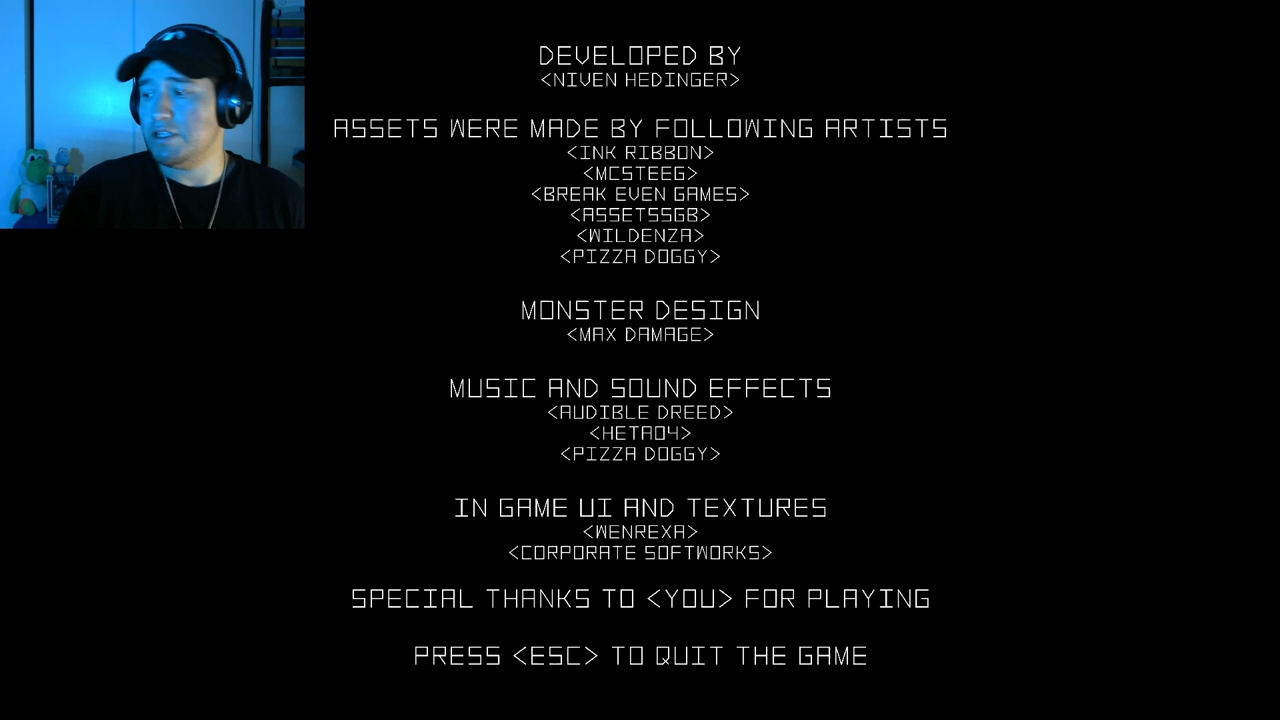 DEVELOPED BY
<NIVEN HEDINGER>
ASSETS WERE MADE BY FOLLOWING ARTISTS
<INK RIBBON>
<MCSTEEG>
<BREAK EVEN GAMES>
<ASSETSSGB>
<WILDENZA>
<PIZZA DOGGY>
MONSTER DESIGN
<MAX DAMAGE>
MUSIC AND SOUND EFFECTS
<AUDIBLE DREED>
<HETA04>
<PIZZA DOGGY>
IN GAME UI AND TEXTURES
<WENREXA>
<CORPORATE SOFTWORKS>
SPECIAL THANKS TO <YOU> FOR PLAYING
PRESS <ESC> TO QUIT THE GAME